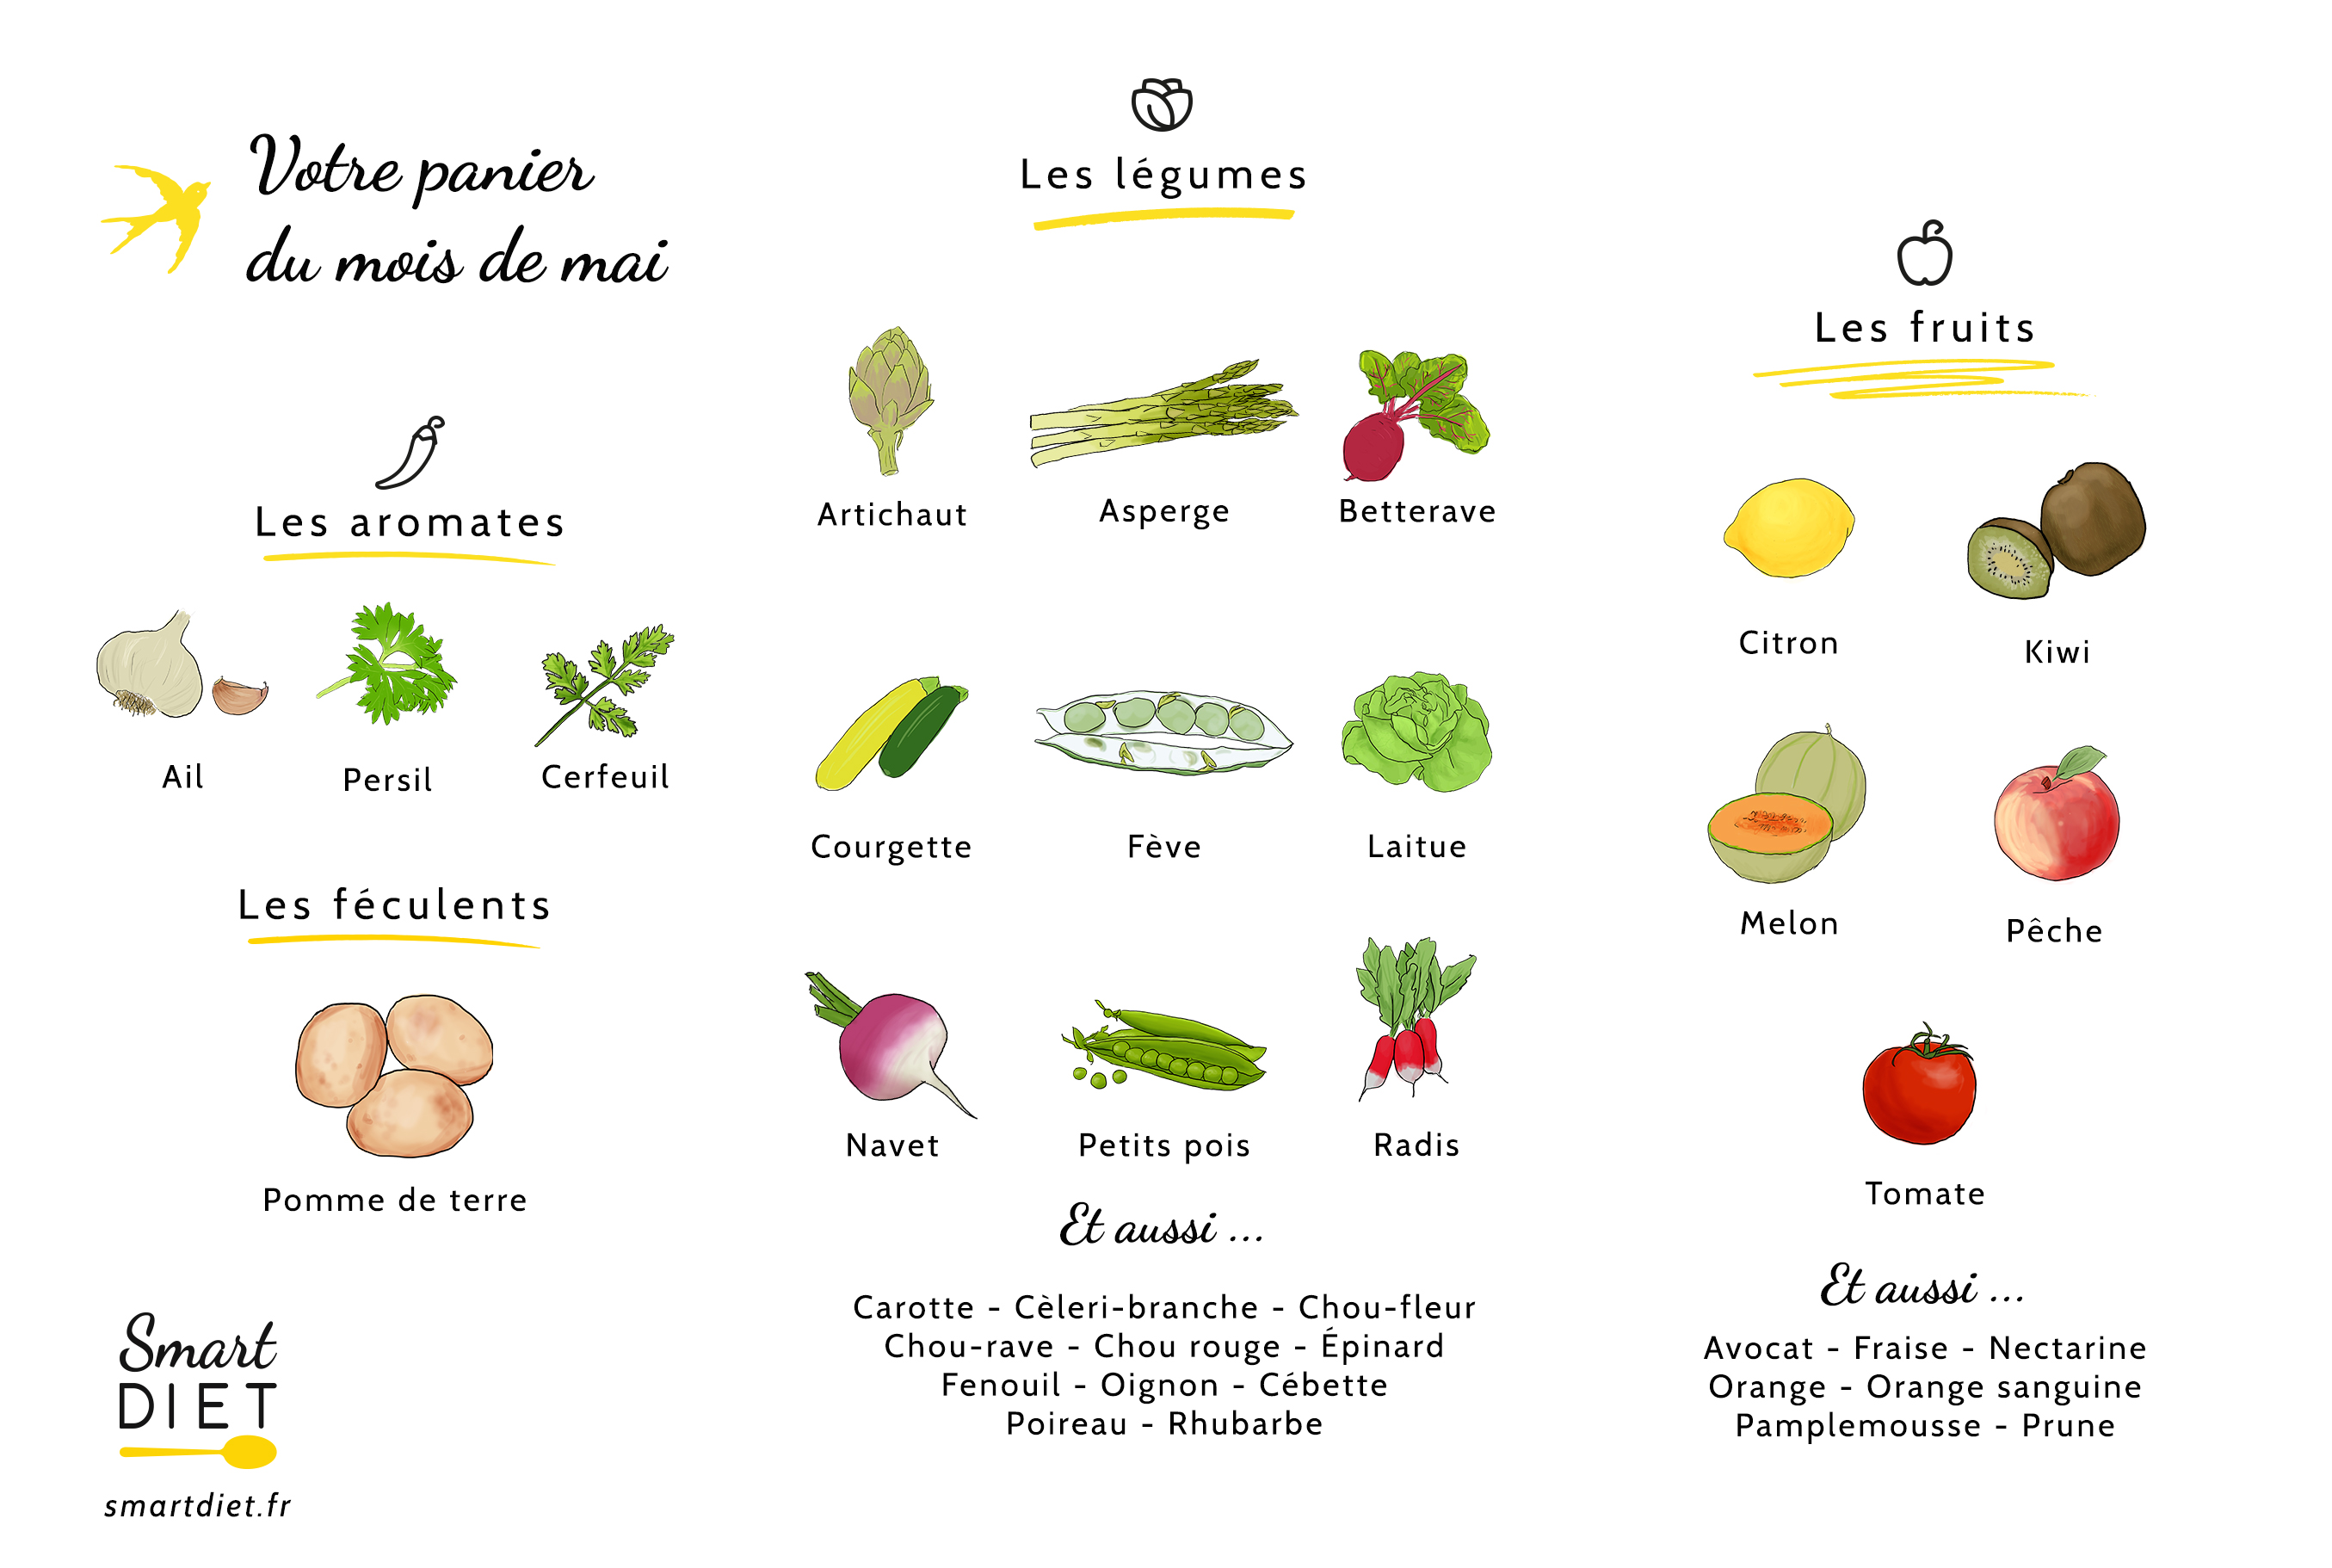 Votre panier
du mois de mai
Les aromates
Ail
Persil
Cerfeuil
Les féculents
Pomme de terre
Les légumes
Artichaut
Asperge
Betterave
Courgette
Fève
Laitue
Navet
Petits pois
Radis
Et aussi ...
Carotte - Cèleri-branche - Chou-fleur
Chou-rave - Chou rouge - Épinard
Fenouil - Oignon - Cébette
Poireau - Rhubarbe
Les fruits
Citron
Kiwi
Melon
Pêche
Tomate
Et aussi ...
Avocat - Fraise - Nectarine
Orange - Orange sanguine
Pamplemousse - Prune
Smart
DIET
smartdiet.fr